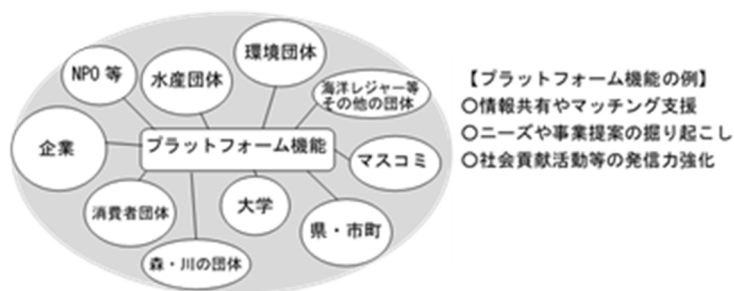 環境団体
NPO 等
水産団体
海洋レジャー等
その他の団体
企業
プラットフォーム機能
マスコミ
消費者団体
大学
県・市町
森・川の団体
【プラットフォーム機能の例】
○情報共有やマッチング支援
○ニーズや事業提案の掘り起こし
○社会貢献活動等の発信力強化